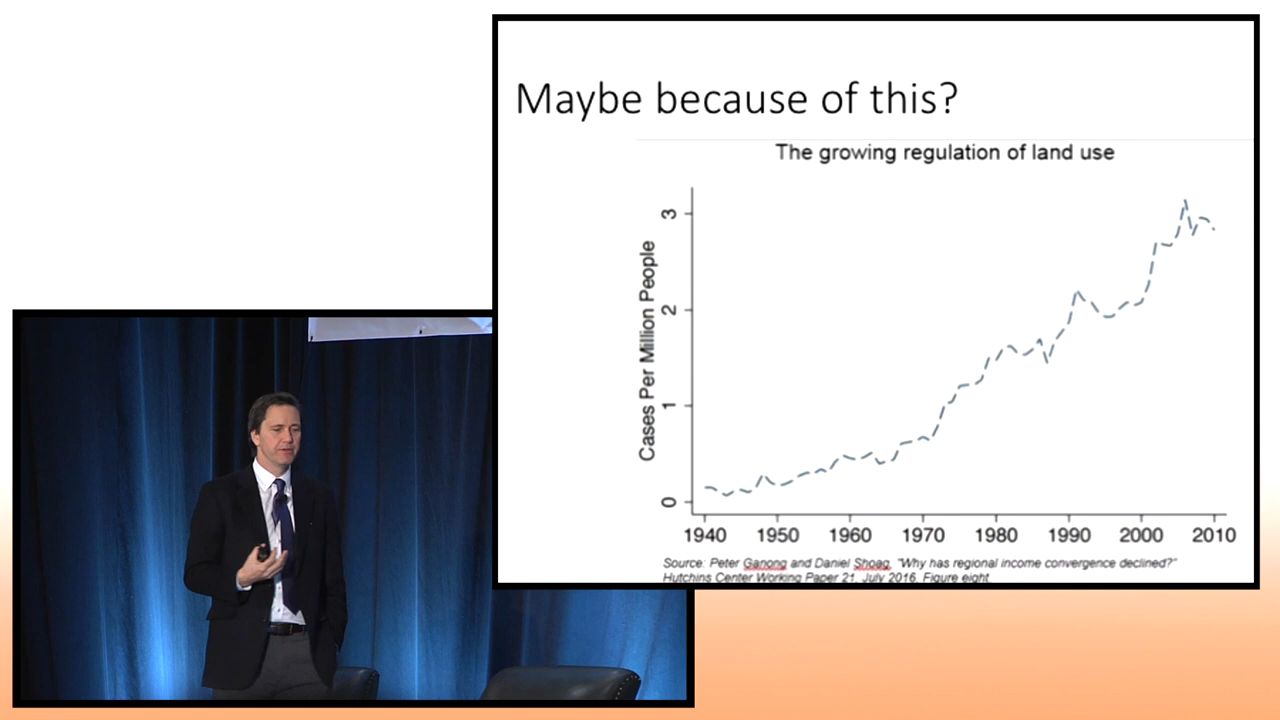 Maybe because of this?
The growing regulation of land use
Cases Per Million People
3
2
1
0
1940 1950 1960 1970 1980 1990 2000 2010
Source: Peter Ganong and Daniel Shoag, "Why has regional income convergence declined?"
Hutchins Center Working Paper 21, July 2016, Figure eight